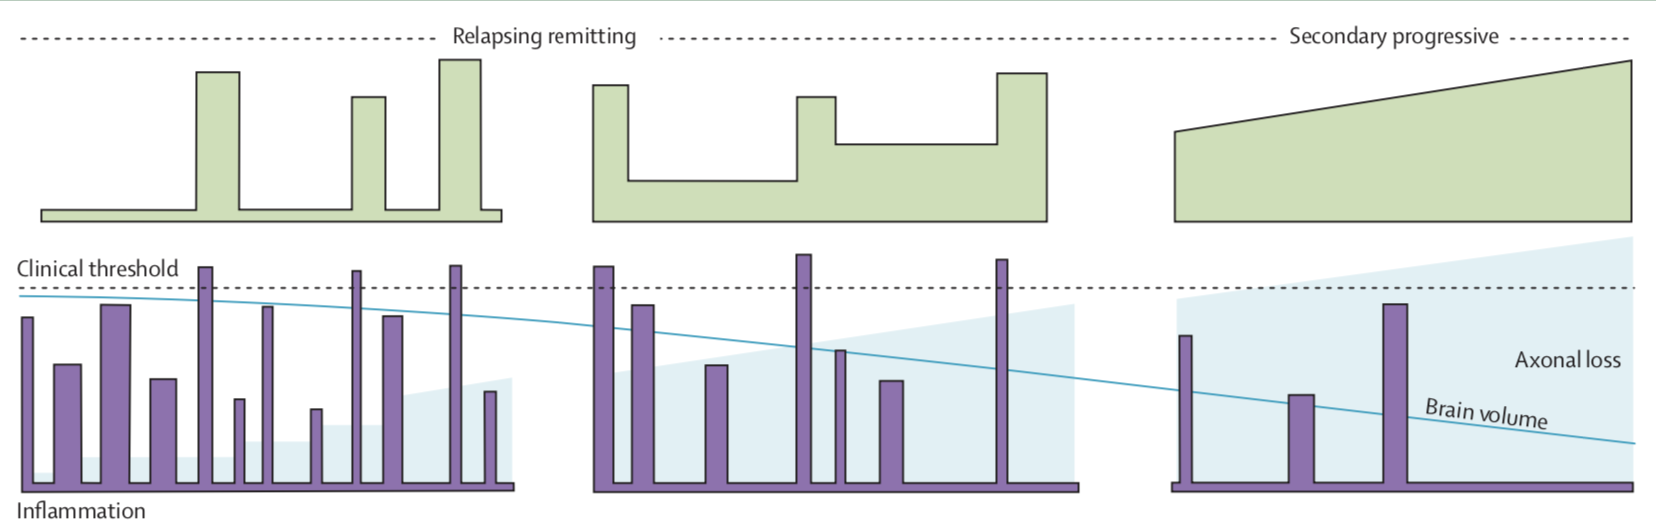 Relapsing remitting
Secondary progressive
Clinical threshold
Axonal loss
Brain volume
Inflammation